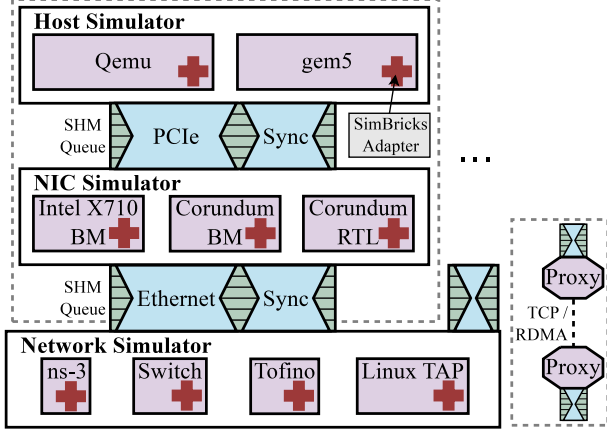 Host Simulator
Qemu
gem5
SHM
Queue
PCIe
Sync
SimBricks
Adapter
...
NIC Simulator
Intel X710
BM
Corundum
BM
Corundum
RTL
SHM
Queue
Ethernet
Sync
Network Simulator
ns-3
Switch
Tofino
Linux TAP
Proxy
TCP /
RDMA
Proxy